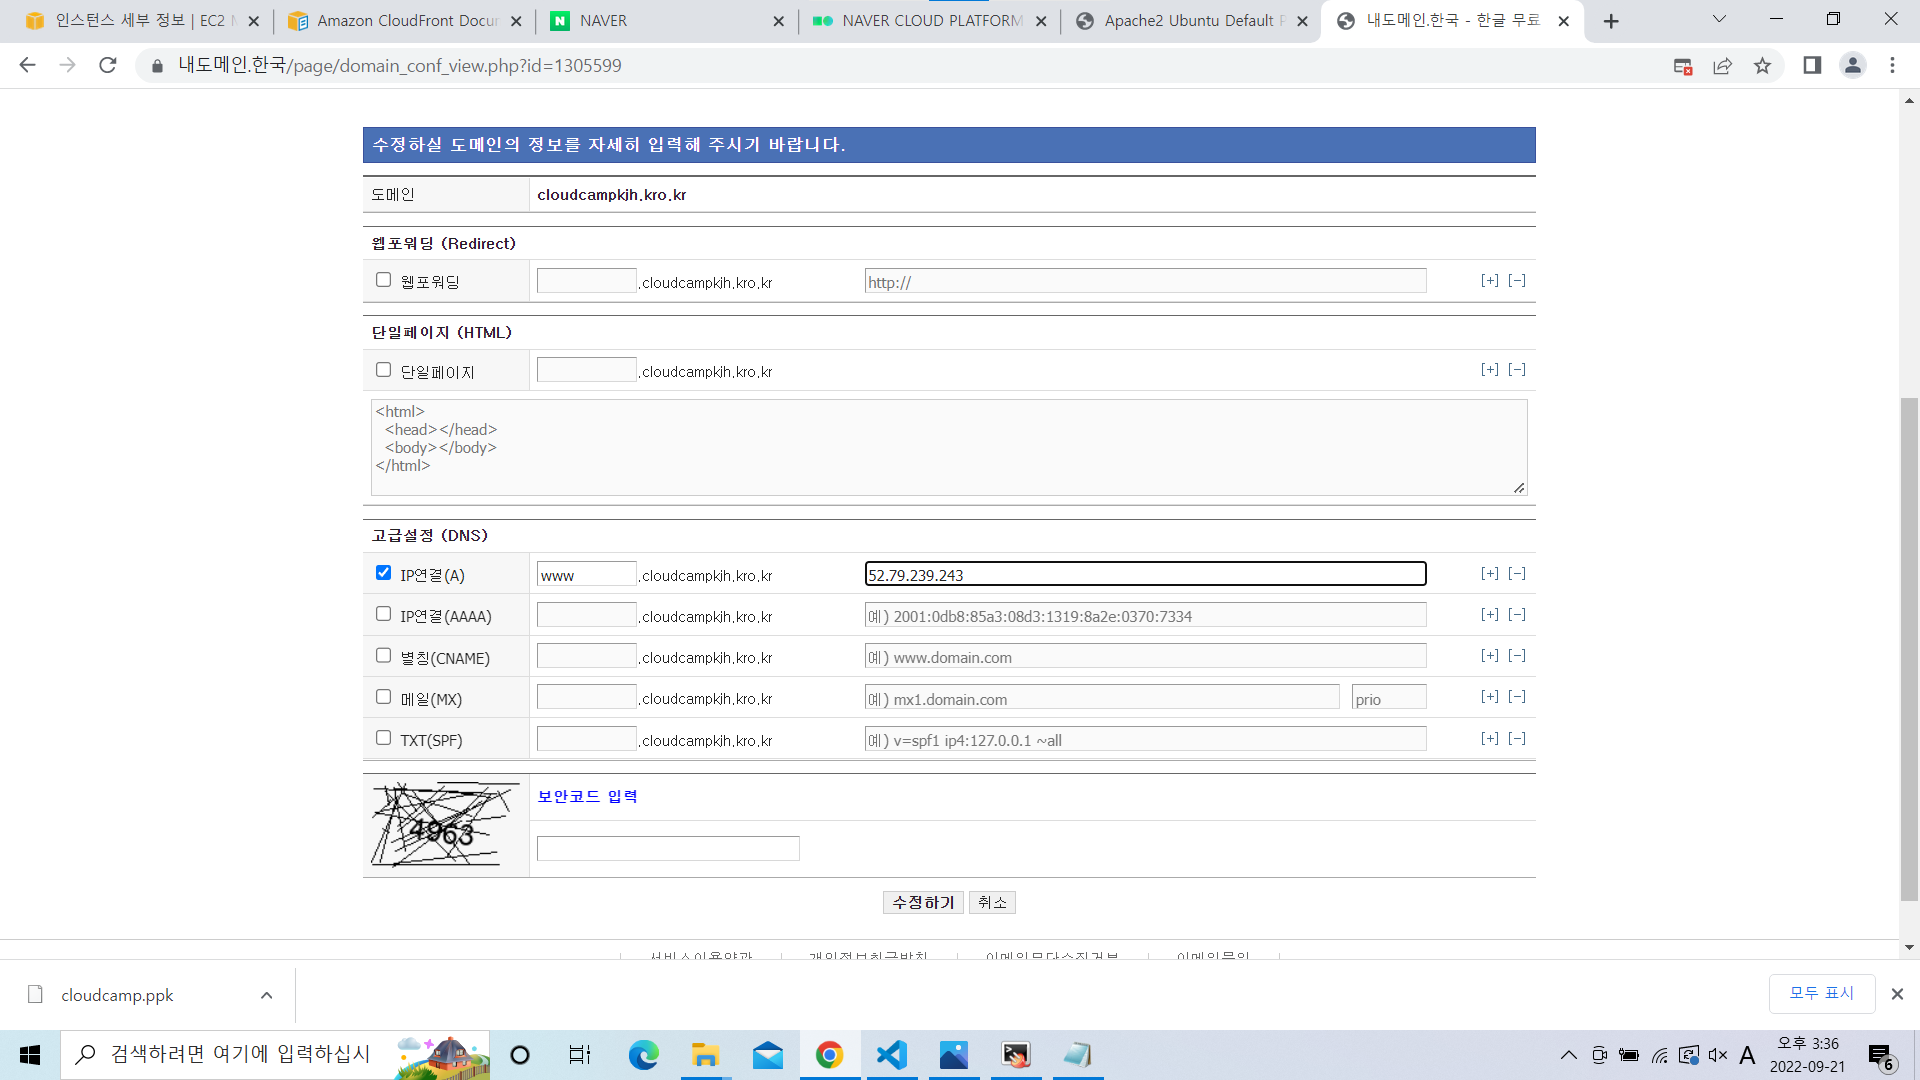 인스턴스 세부 정보 | EC2 M
Amazon CloudFront Docum
NAVER
NAVER CLOUD PLATFORM
Apache2 Ubuntu Default P
내도메인.한국 - 한글 무료
내도메인.한국/page/domain_conf_view.php?id=1305599
수정하실 도메인의 정보를 자세히 입력해 주시기 바랍니다.
도메인 cloudcampkjh.kro.kr
웹포워딩 (Redirect)
웹포워딩 .cloudcampkjh.kro.kr http:// [+] [-]
단일페이지 (HTML)
단일페이지 .cloudcampkjh.kro.kr [+] [-]
<html>
<head></head>
<body></body>
</html>
고급설정 (DNS)
IP연결(A) www .cloudcampkjh.kro.kr 52.79.239.243 [+] [-]
IP연결(AAAA) .cloudcampkjh.kro.kr 예) 2001:0db8:85a3:08d3:1319:8a2e:0370:7334 [+] [-]
별칭(CNAME) .cloudcampkjh.kro.kr 예) www.domain.com [+] [-]
메일(MX) .cloudcampkjh.kro.kr 예) mx1.domain.com prio [+] [-]
TXT(SPF) .cloudcampkjh.kro.kr 예) v=spf1 ip4:127.0.0.1 ~all [+] [-]
4963
보안코드 입력
수정하기 취소
서비스이용약관 개인정보취급방침 이메일무단수집거부 이메일문의
cloudcamp.ppk
모두 표시
검색하려면 여기에 입력하십시
A
오후 3:36
2022-09-21
6